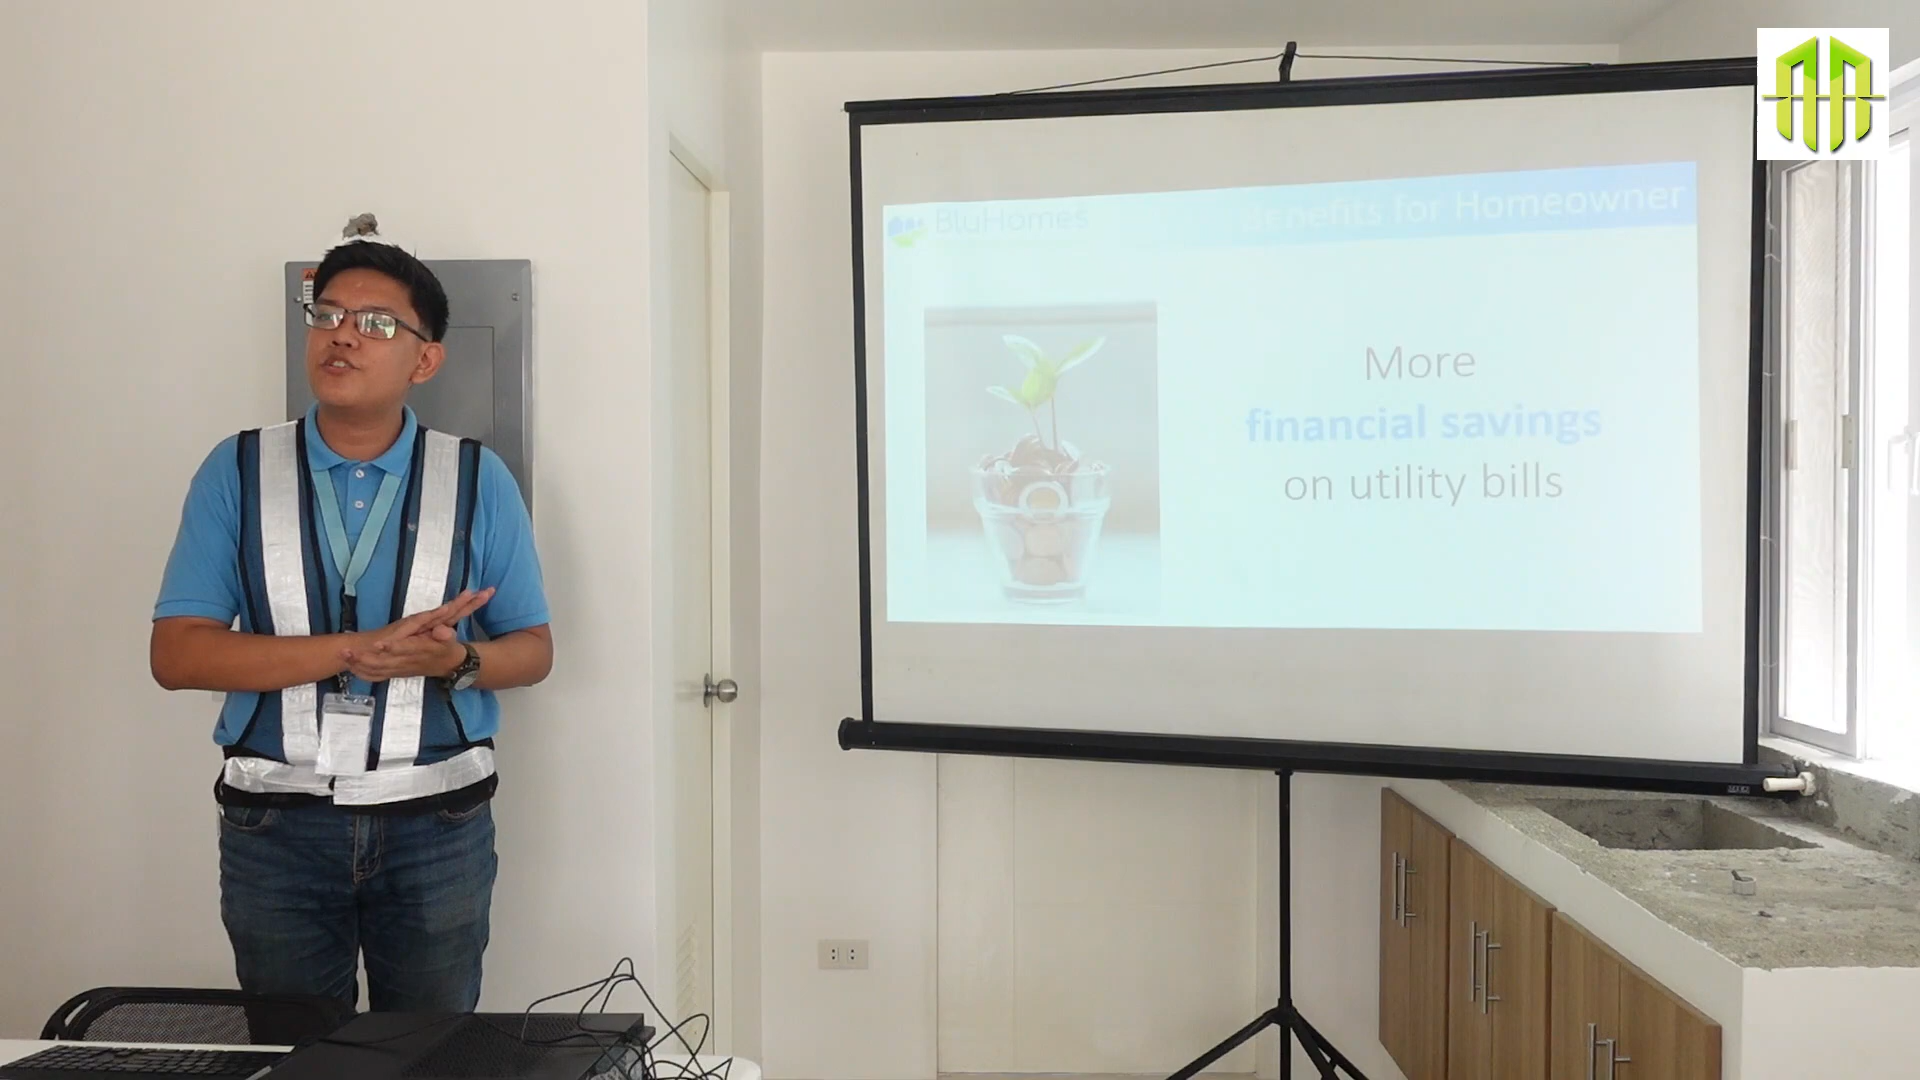 BluHomes
Benefits for Homeowner
More
financial savings
on utility bills